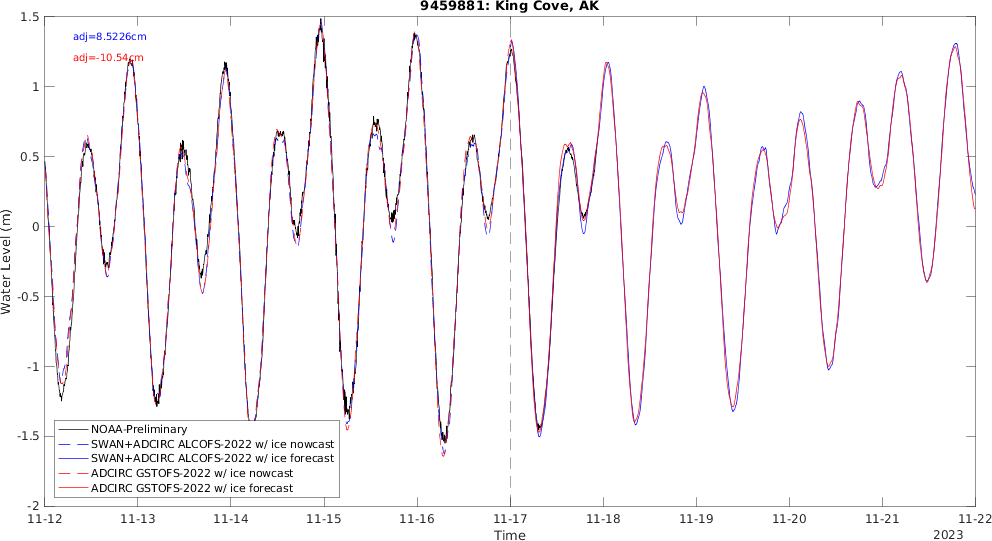 9459881: King Cove, AK
adj=8.5226cm
adj=-10.54cm
Water Level (m)
1.5
1
0.5
0
-0.5
-1
-1.5
-2
NOAA-Preliminary
SWAN+ADCIRC ALCOFS-2022 w/ ice nowcast
SWAN+ADCIRC ALCOFS-2022 w/ ice forecast
ADCIRC GSTOFS-2022 w/ ice nowcast
ADCIRC GSTOFS-2022 w/ ice forecast
11-12 11-13 11-14 11-15 11-16 11-17 11-18 11-19 11-20 11-21 11-22
Time
2023